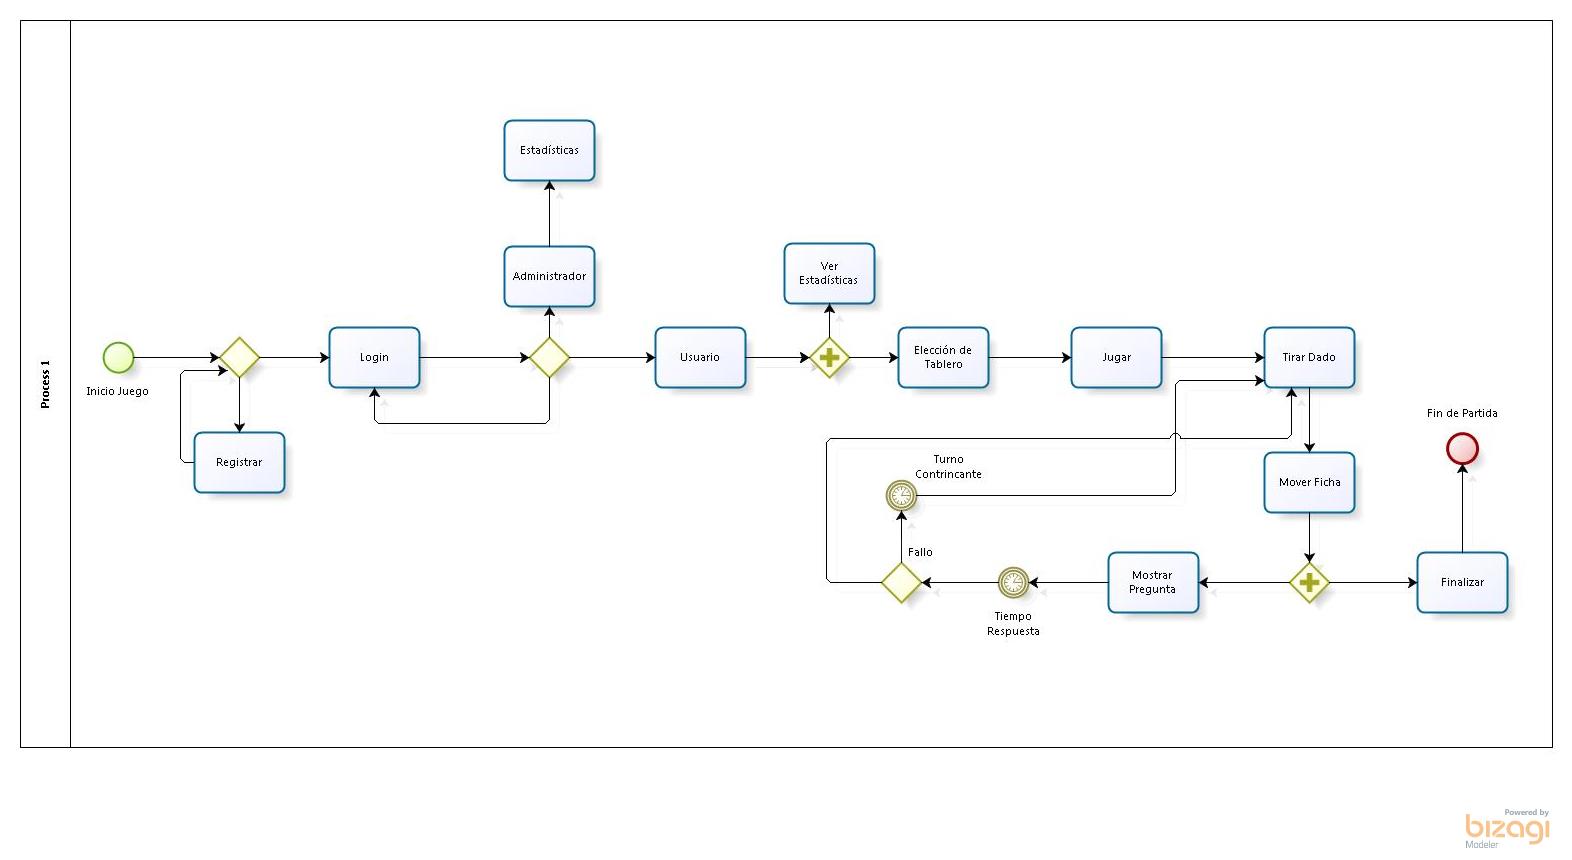 Process 1
Inicio Juego
Registrar
Login
Estadísticas
Administrador
Usuario
Ver
Estadísticas
Elección de
Tablero
Jugar
Tirar Dado
Mover Ficha
Fin de Partida
Finalizar
Mostrar
Pregunta
Tiempo
Respuesta
Fallo
Turno
Contrincante
Powered by
bizagi
Modeler